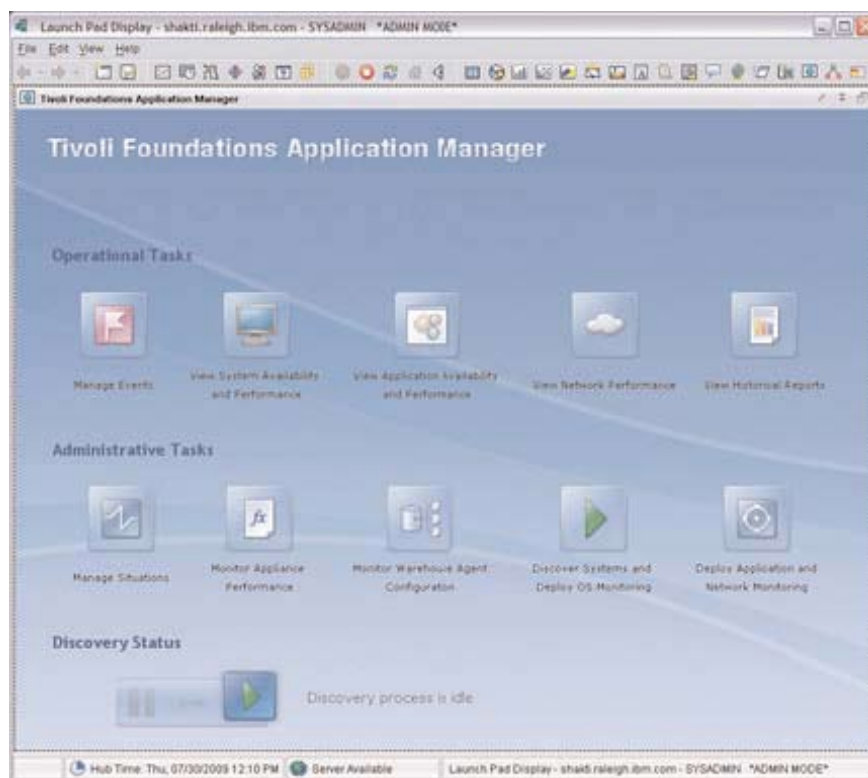 Launch Pad Display - shakti.raleigh.ibm.com - SYSADMIN *ADMIN MODE*
File Edit View Help
Tivoli Foundations Application Manager
Tivoli Foundations Application Manager
Operational Tasks
Manage Events
View System Availability and Performance
View Application Availability and Performance
View Network Performance
View Historical Reports
Administrative Tasks
fx
Manage Situations
Monitor Appliance Performance
Monitor Warehouse Agent Configuration
Discover Systems and Deploy OS Monitoring
Deploy Application and Network Monitoring
Discovery Status
Discovery process is idle
Hub Time: Thu, 07/30/2009 12:10 PM
Server Available
Launch Pad Display - shakti.raleigh.ibm.com - SYSADMIN *ADMIN MODE*